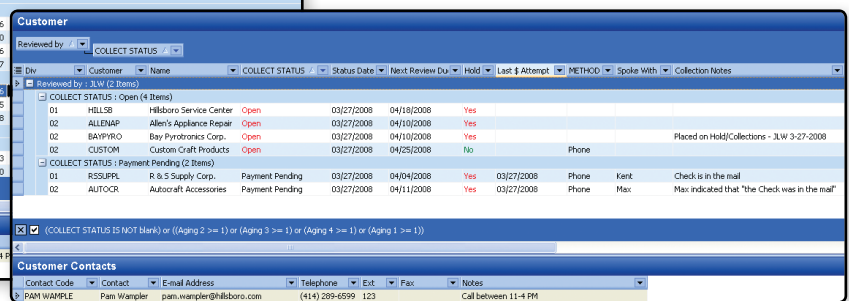 Customer
Reviewed by
COLLECT STATUS
Div Customer Name COLLECT STATUS Status Date Next Review Du Hold Last $ Attempt METHOD Spoke With Collection Notes
Reviewed by : JLW (2 Items)
COLLECT STATUS : Open (4 Items)
01 HILLSB Hillsboro Service Center Open 03/27/2008 04/18/2008 Yes
02 ALLENAP Allen's Appliance Repair Open 03/27/2008 04/10/2008 Yes
02 BAYPYRO Bay Pyrotronics Corp. Open 03/27/2008 04/10/2008 Yes Placed on Hold/Collections - JLW 3-27-2008
02 CUSTOM Custom Craft Products Open 03/27/2008 04/25/2008 No Phone
COLLECT STATUS : Payment Pending (2 Items)
01 RSSUPPL R & S Supply Corp. Payment Pending 03/27/2008 04/04/2008 Yes 03/27/2008 Phone Kent Check is in the mail
02 AUTOCR Autocraft Accessories Payment Pending 03/27/2008 04/11/2008 Yes 03/27/2008 Phone Max Max indicated that "the Check was in the mail"
(COLLECT STATUS IS NOT blank) or ((Aging 2 >= 1) or (Aging 3 >= 1) or (Aging 4 >= 1) or (Aging 1 >= 1))
Customer Contacts
Contact Code Contact E-mail Address Telephone Ext Fax Notes
PAM WAMPLE Pam Wampler pam.wampler@hillsboro.com (414) 289-6599 123 Call between 11-4 PM